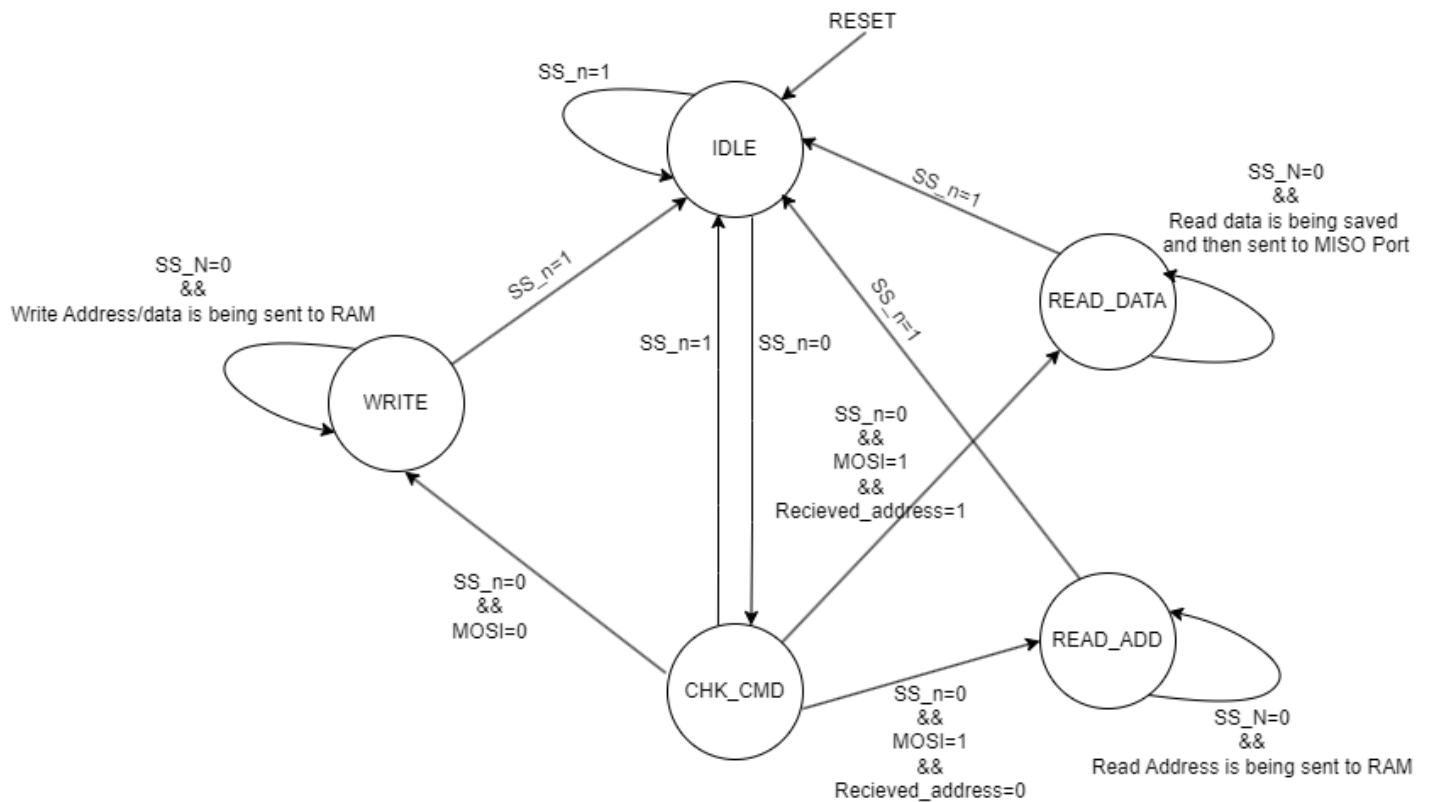 RESET
SS_n=1
IDLE
SS_n=1
SS_N=0
&&
Read data is being saved
and then sent to MISO Port
READ_DATA
SS_N=0
&&
Write Address/data is being sent to RAM
SS_n=1
WRITE
SS_n=1
SS_n=1
SS_n=0
SS_n=0
&&
MOSI=1
&&
Recieved_address=1
SS_n=0
&&
MOSI=0
CHK_CMD
READ_ADD
SS_n=0
&&
MOSI=1
&&
Recieved_address=0
SS_N=0
&&
Read Address is being sent to RAM